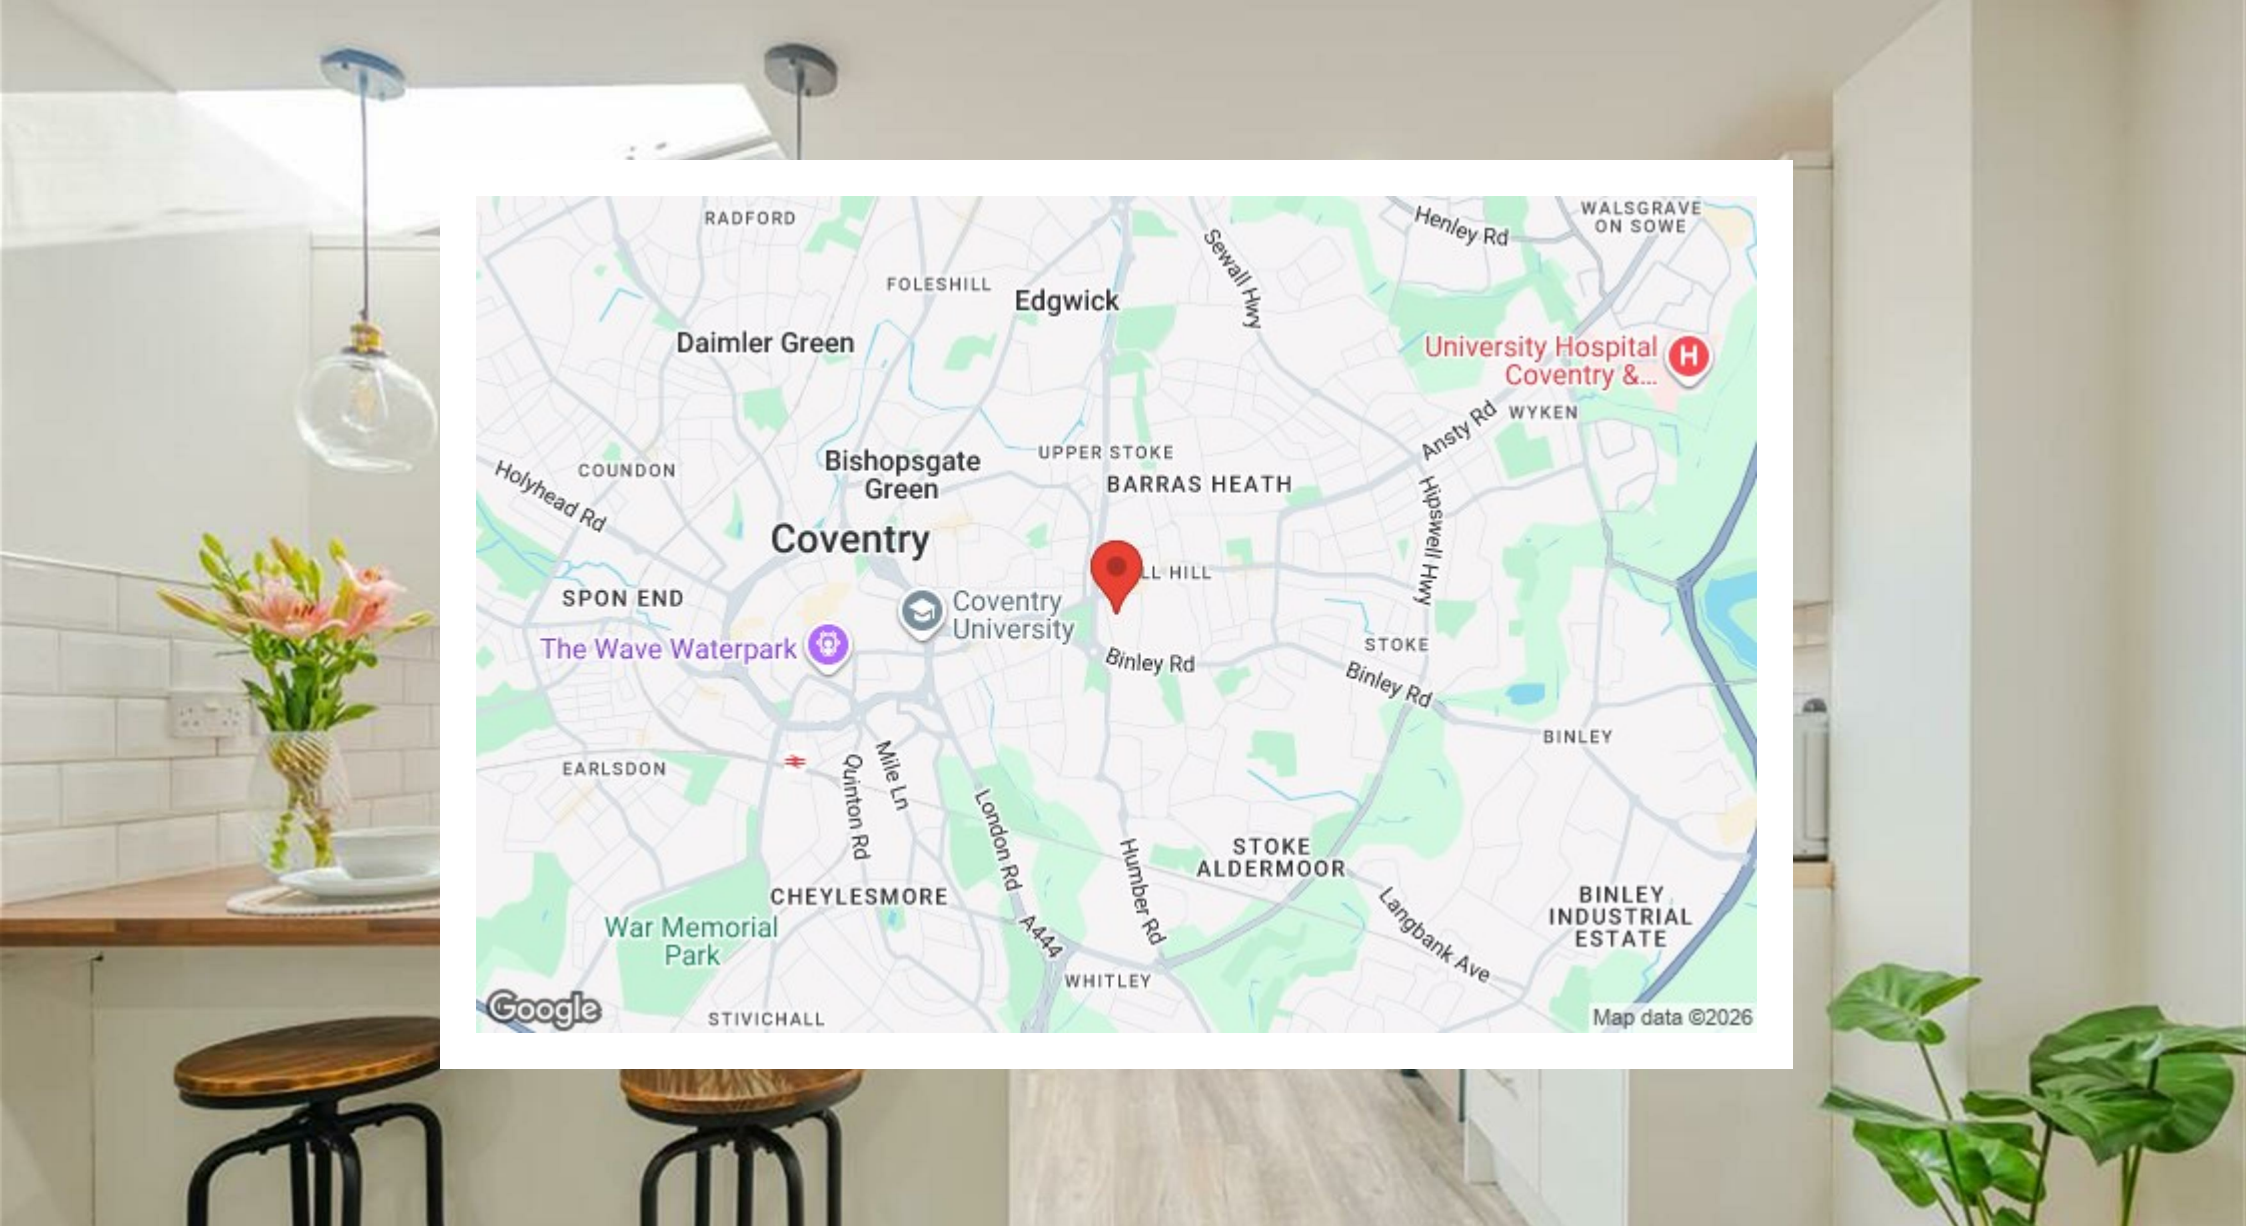 RADFORD
WALSGRAVE
ON SOWE
Henley Rd
Sewall Hwy
FOLESHILL
Edgwick
Daimler Green
University Hospital
Coventry &...
WYKEN
Ansty Rd
UPPER STOKE
BARRAS HEATH
Bishopsgate
Green
COUNDON
Holyhead Rd
Hipswell Hwy
Coventry
LL HILL
SPON END
Coventry
University
The Wave Waterpark
STOKE
Binley Rd
Binley Rd
BINLEY
EARLSDON
Mile Ln
Quinton Rd
London Rd
Humber Rd
STOKE
ALDERMOOR
CHEYLESMORE
BINLEY
INDUSTRIAL
ESTATE
Langbank Ave
War Memorial
Park
A444
WHITLEY
STIVICHALL
Google
Map data ©2026